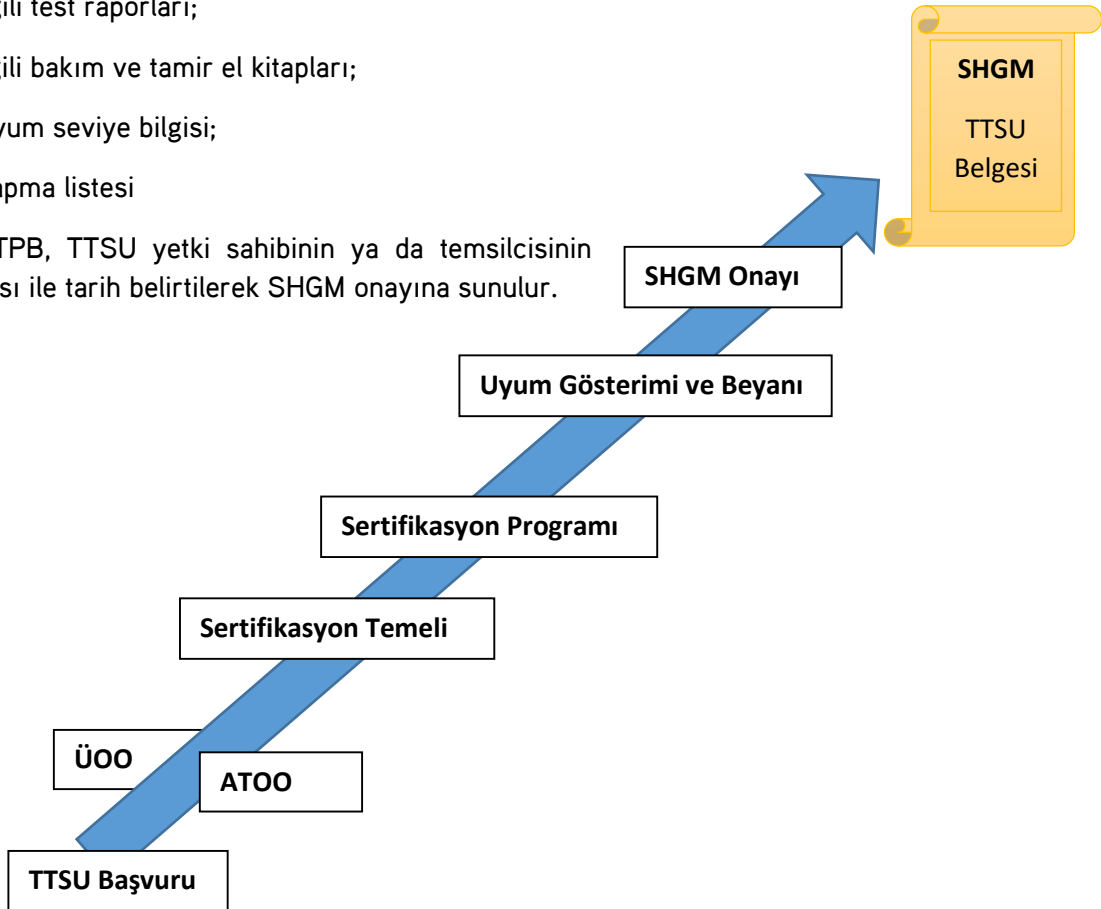 gili test raporları;
gili bakım ve tamir el kitapları;
yum seviye bilgisi;
apma listesi
TPB, TTSU yetki sahibinin ya da temsilcisinin
sı ile tarih belirtilerek SHGM onayına sunulur.
SHGM
TTSU
Belgesi
SHGM Onayı
Uyum Gösterimi ve Beyanı
Sertifikasyon Programı
Sertifikasyon Temeli
ÜOO
ATOO
TTSU Başvuru